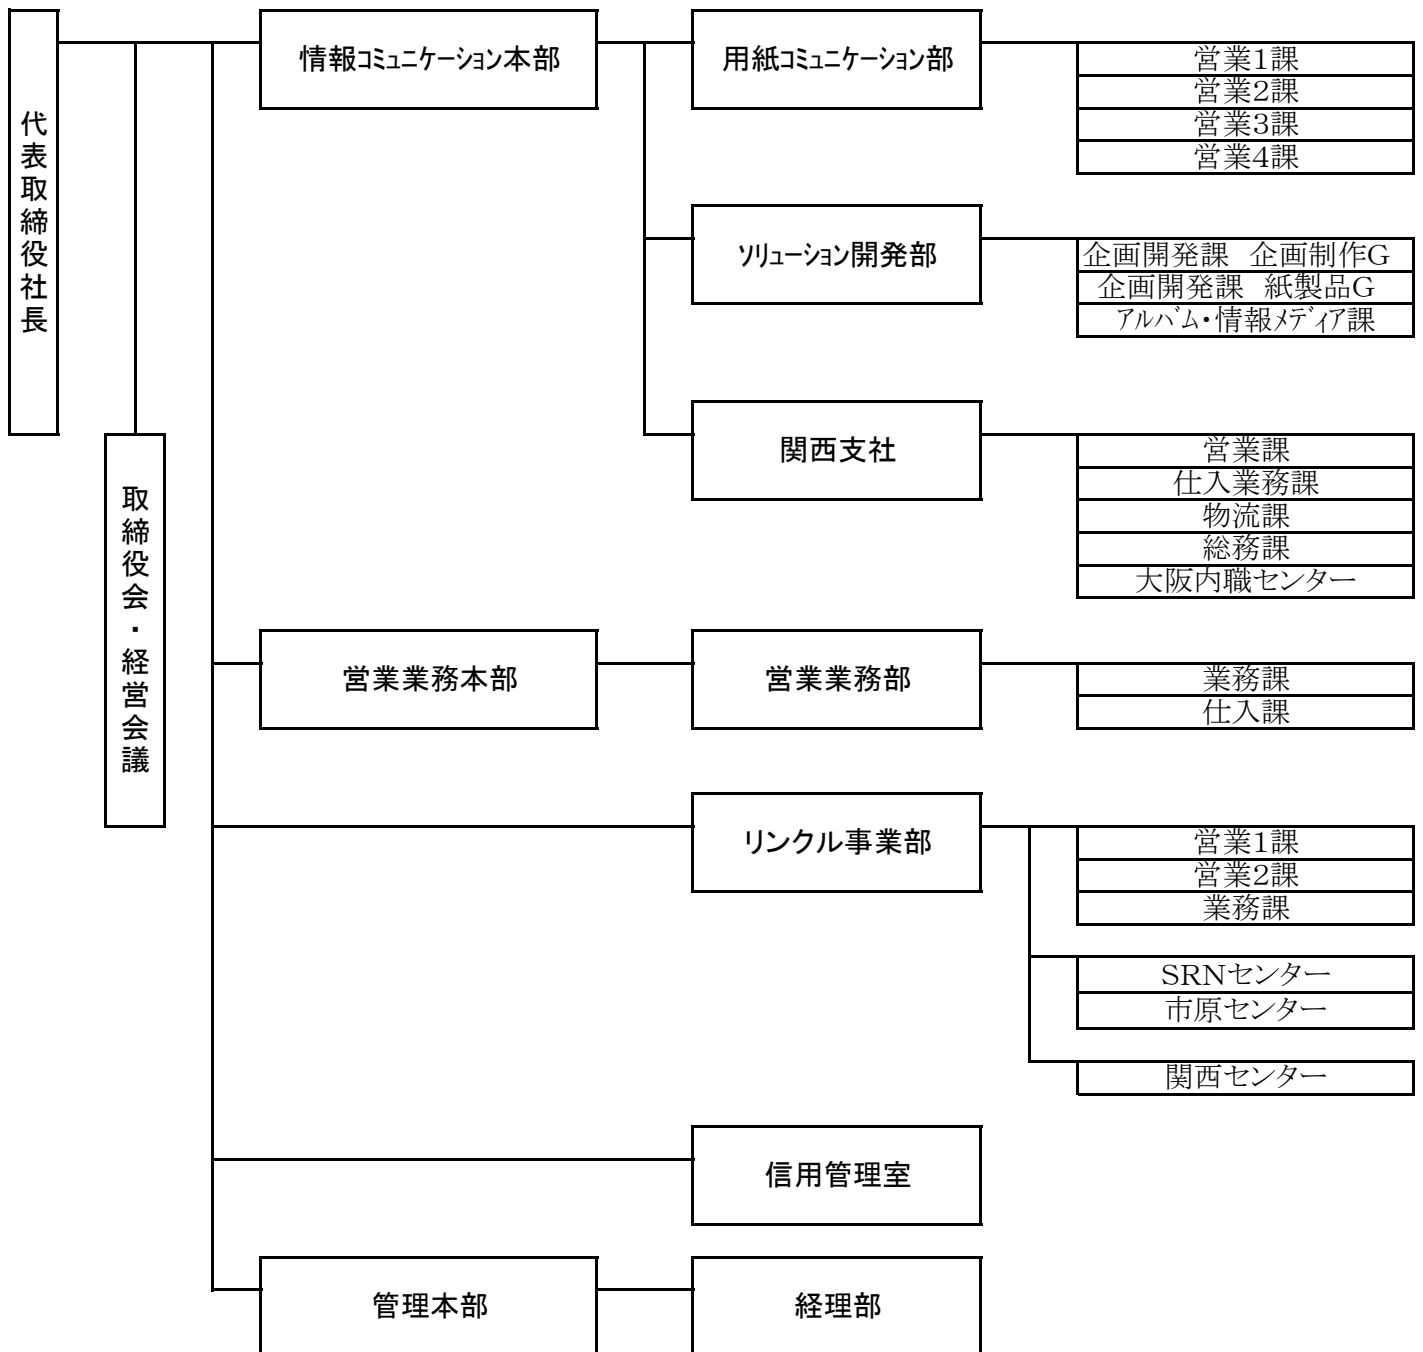 代表取締役社長
取締役会・経営会議
情報コミュニケーション本部
用紙コミュニケーション部
営業1課
営業2課
営業3課
営業4課
ソリューション開発部
企画開発課　企画制作G
企画開発課　紙製品G
アルバム・情報メディア課
関西支社
営業課
仕入業務課
物流課
総務課
大阪内職センター
営業業務本部
営業業務部
業務課
仕入課
リンクル事業部
営業1課
営業2課
業務課
SRNセンター
市原センター
関西センター
信用管理室
管理本部
経理部